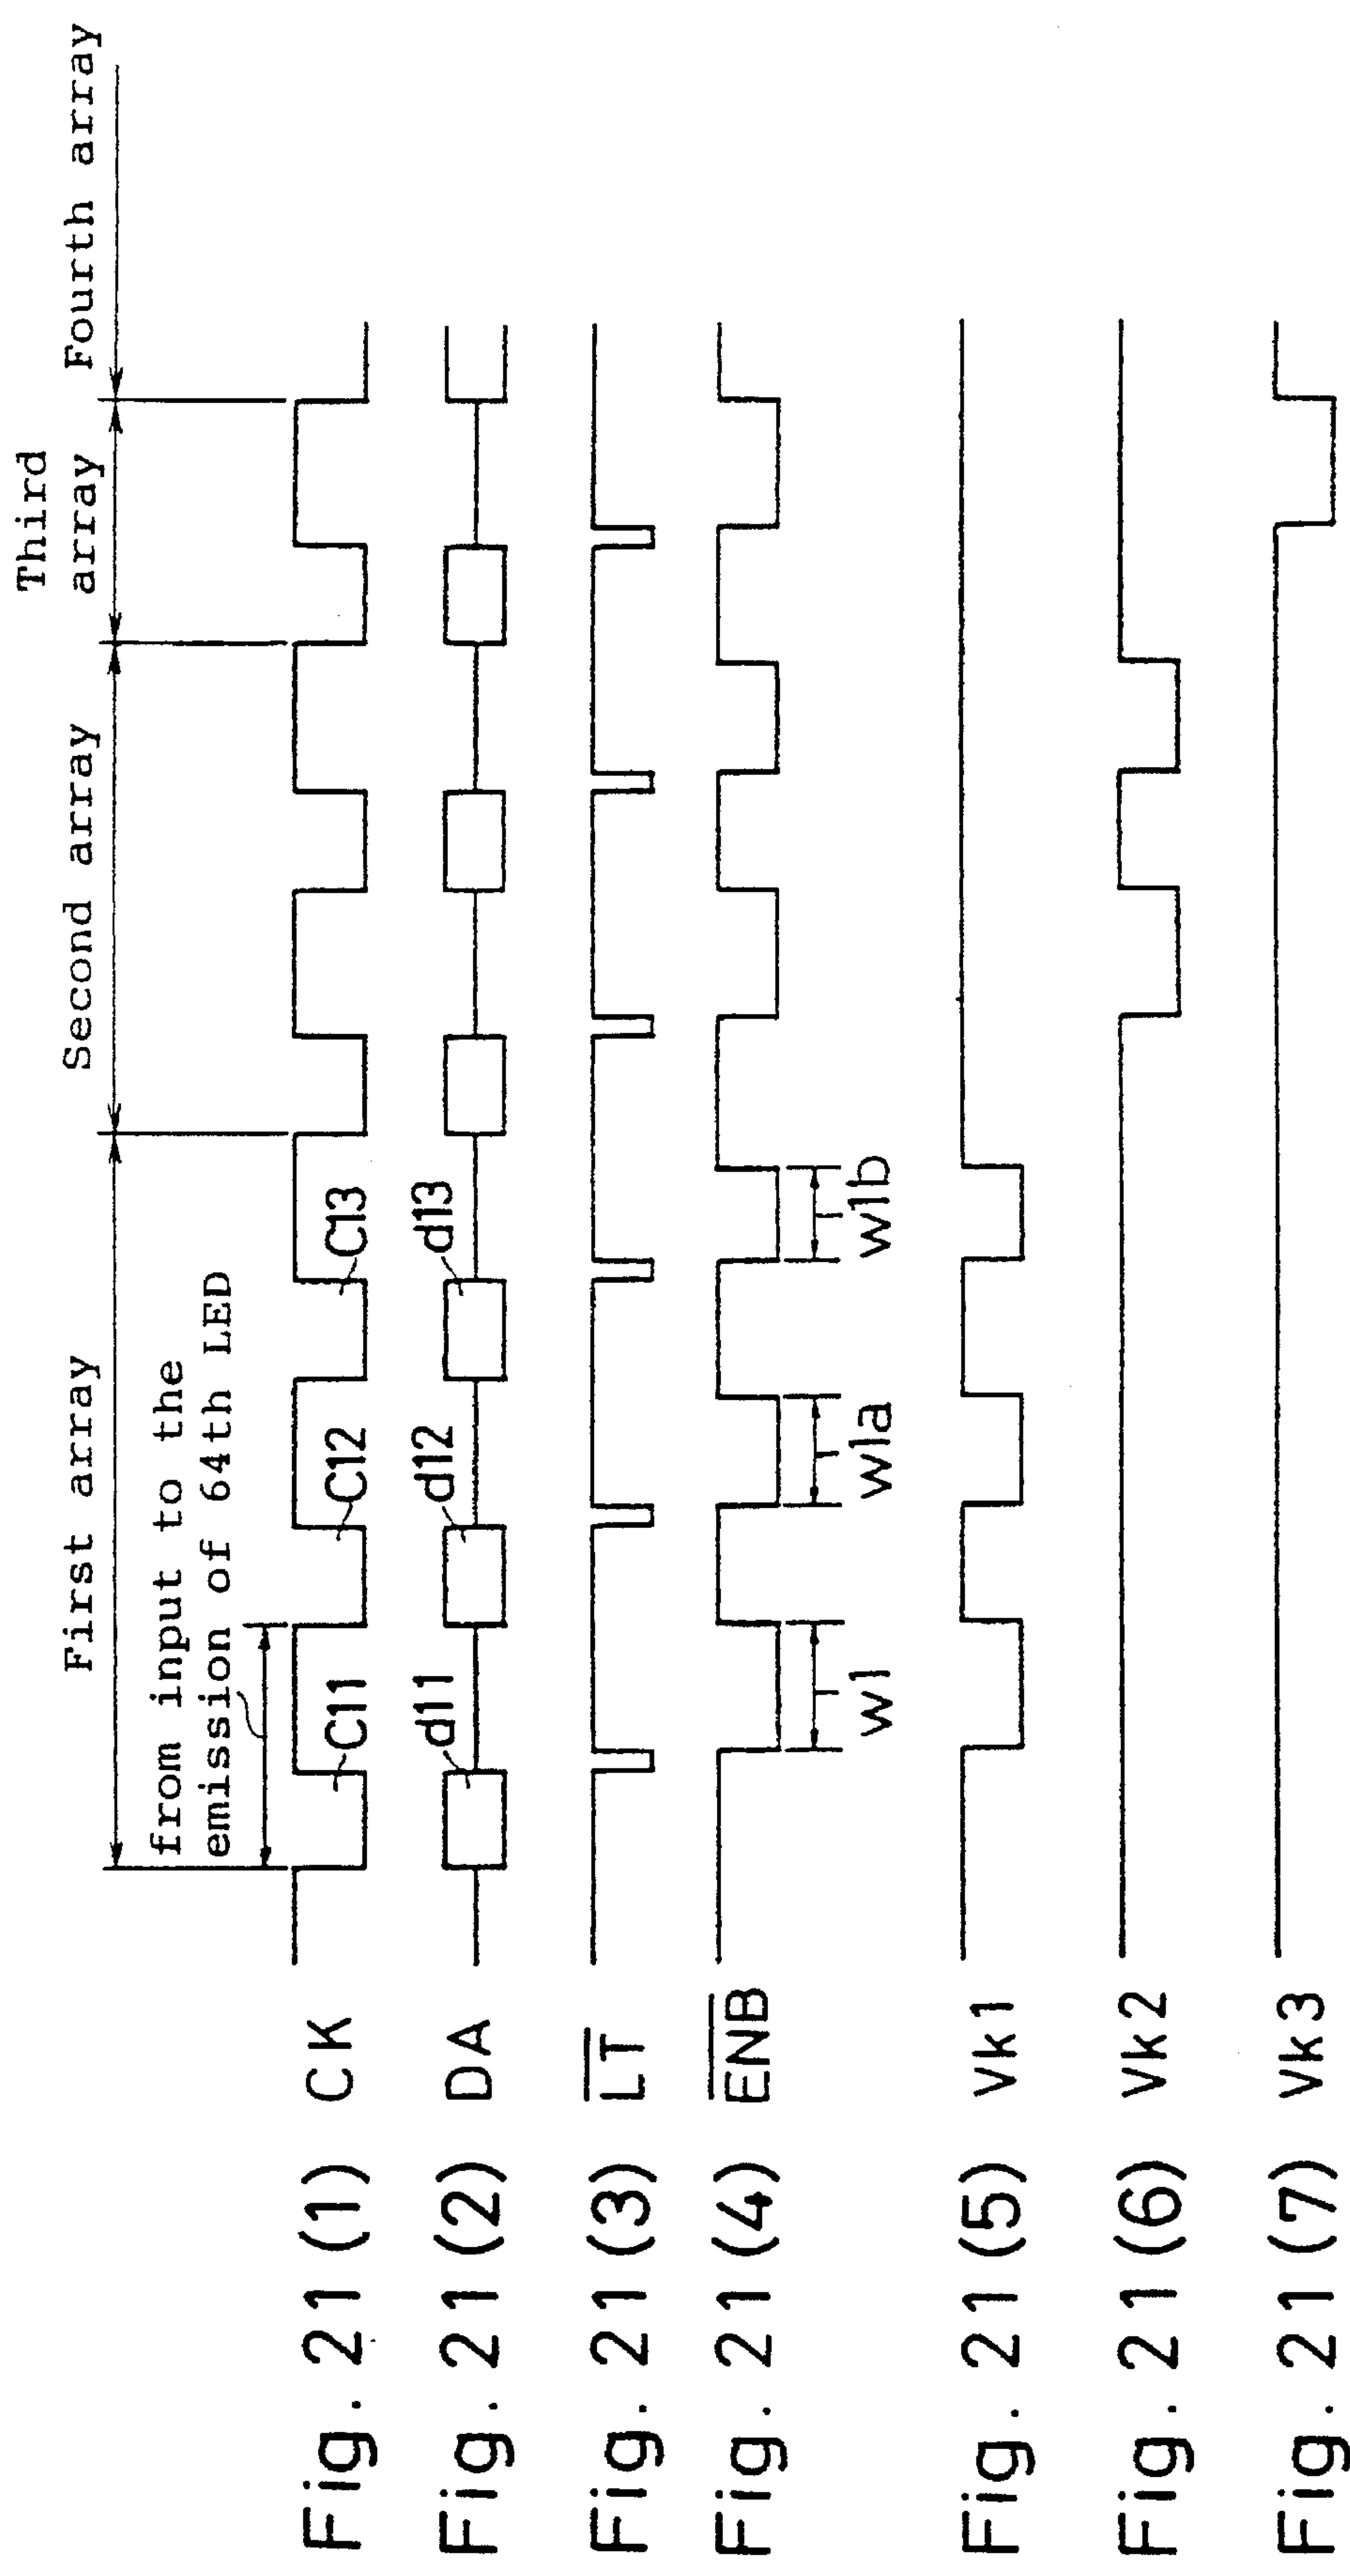 First array
Second array
Third
array
Fourth array
from input to the
emission of 64th LED
Fig. 21 (1) CK
C11
C12
C13
Fig. 21 (2) DA
d11
d12
d13
Fig. 21 (3) L̅T̅
Fig. 21 (4) E̅N̅B̅
w1
w1a
w1b
Fig. 21 (5) Vk1
Fig. 21 (6) Vk2
Fig. 21 (7) Vk3